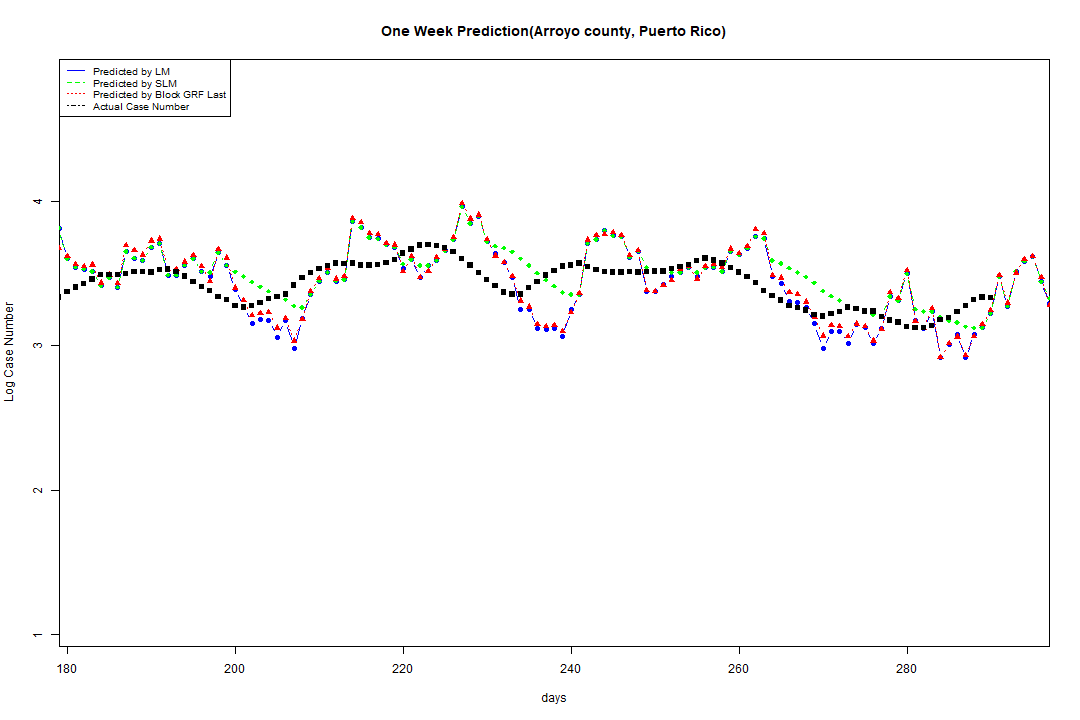 One Week Prediction(Arroyo county, Puerto Rico)
Predicted by LM
Predicted by SLM
Predicted by Block GRF Last
Actual Case Number
Log Case Number
4
3
2
1
180 200 220 240 260 280
days